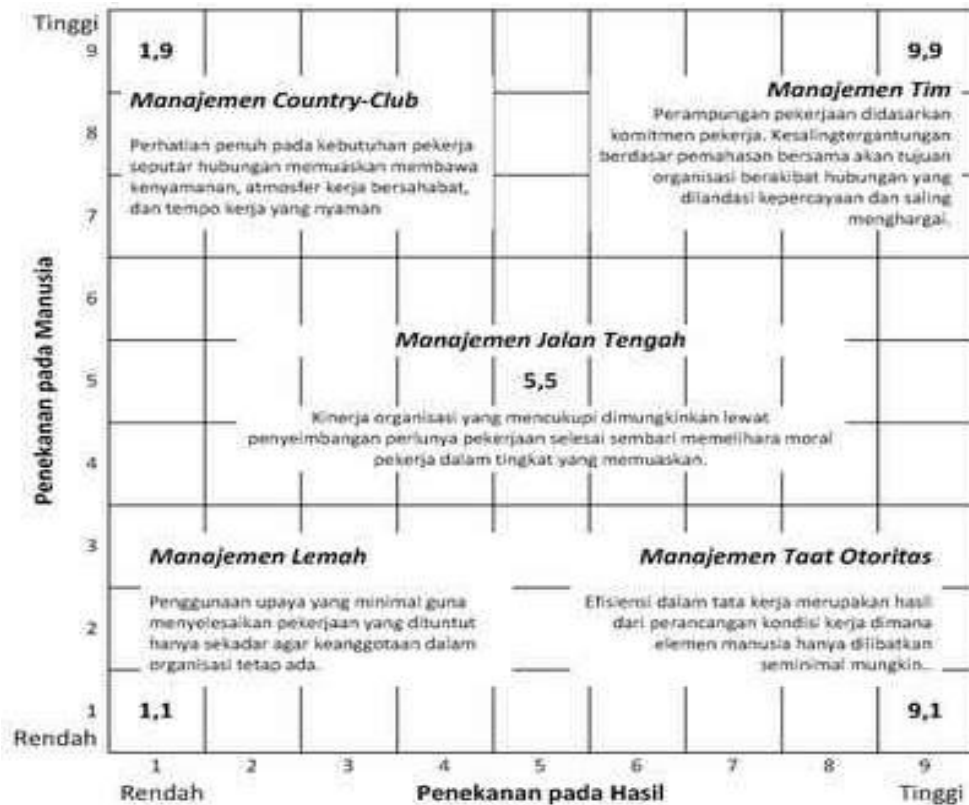 Tinggi
9
1,9
9,9
Manajemen Country-Club
Perhatian penuh pada kebutuhan pekerja
seputar hubungan memuaskan membawa
kenyamanan, atmosfer kerja bersahabat,
dan tempo kerja yang nyaman
Manajemen Tim
Perampungan pekerjaan didasarkan
komitmen pekerja. Kesalingtergantungan
berdasar pemahasan bersama akan tujuan
organisasi berakibat hubungan yang
dilandasi kepercayaan dan saling
menghargai.
8
7
6
Penekanan pada Manusia
Manajemen Jalan Tengah
5
5,5
Kinerja organisasi yang mencukupi dimungkinkan lewat
penyeimbangan perlunya pekerjaan selesai sembari memelihara moral
pekerja dalam tingkat yang memuaskan.
4
3
Manajemen Lemah
Penggunaan upaya yang minimal guna
menyelesaikan pekerjaan yang dituntut
hanya sekadar agar keanggotaan dalam
organisasi tetap ada.
Manajemen Taat Otoritas
Efisiensi dalam tata kerja merupakan hasil
dari perancangan kondisi kerja dimana
elemen manusia hanya dilibatkan
seminimal mungkin..
2
1
1,1
9,1
Rendah
1 2 3 4 5 6 7 8 9
Rendah Penekanan pada Hasil Tinggi